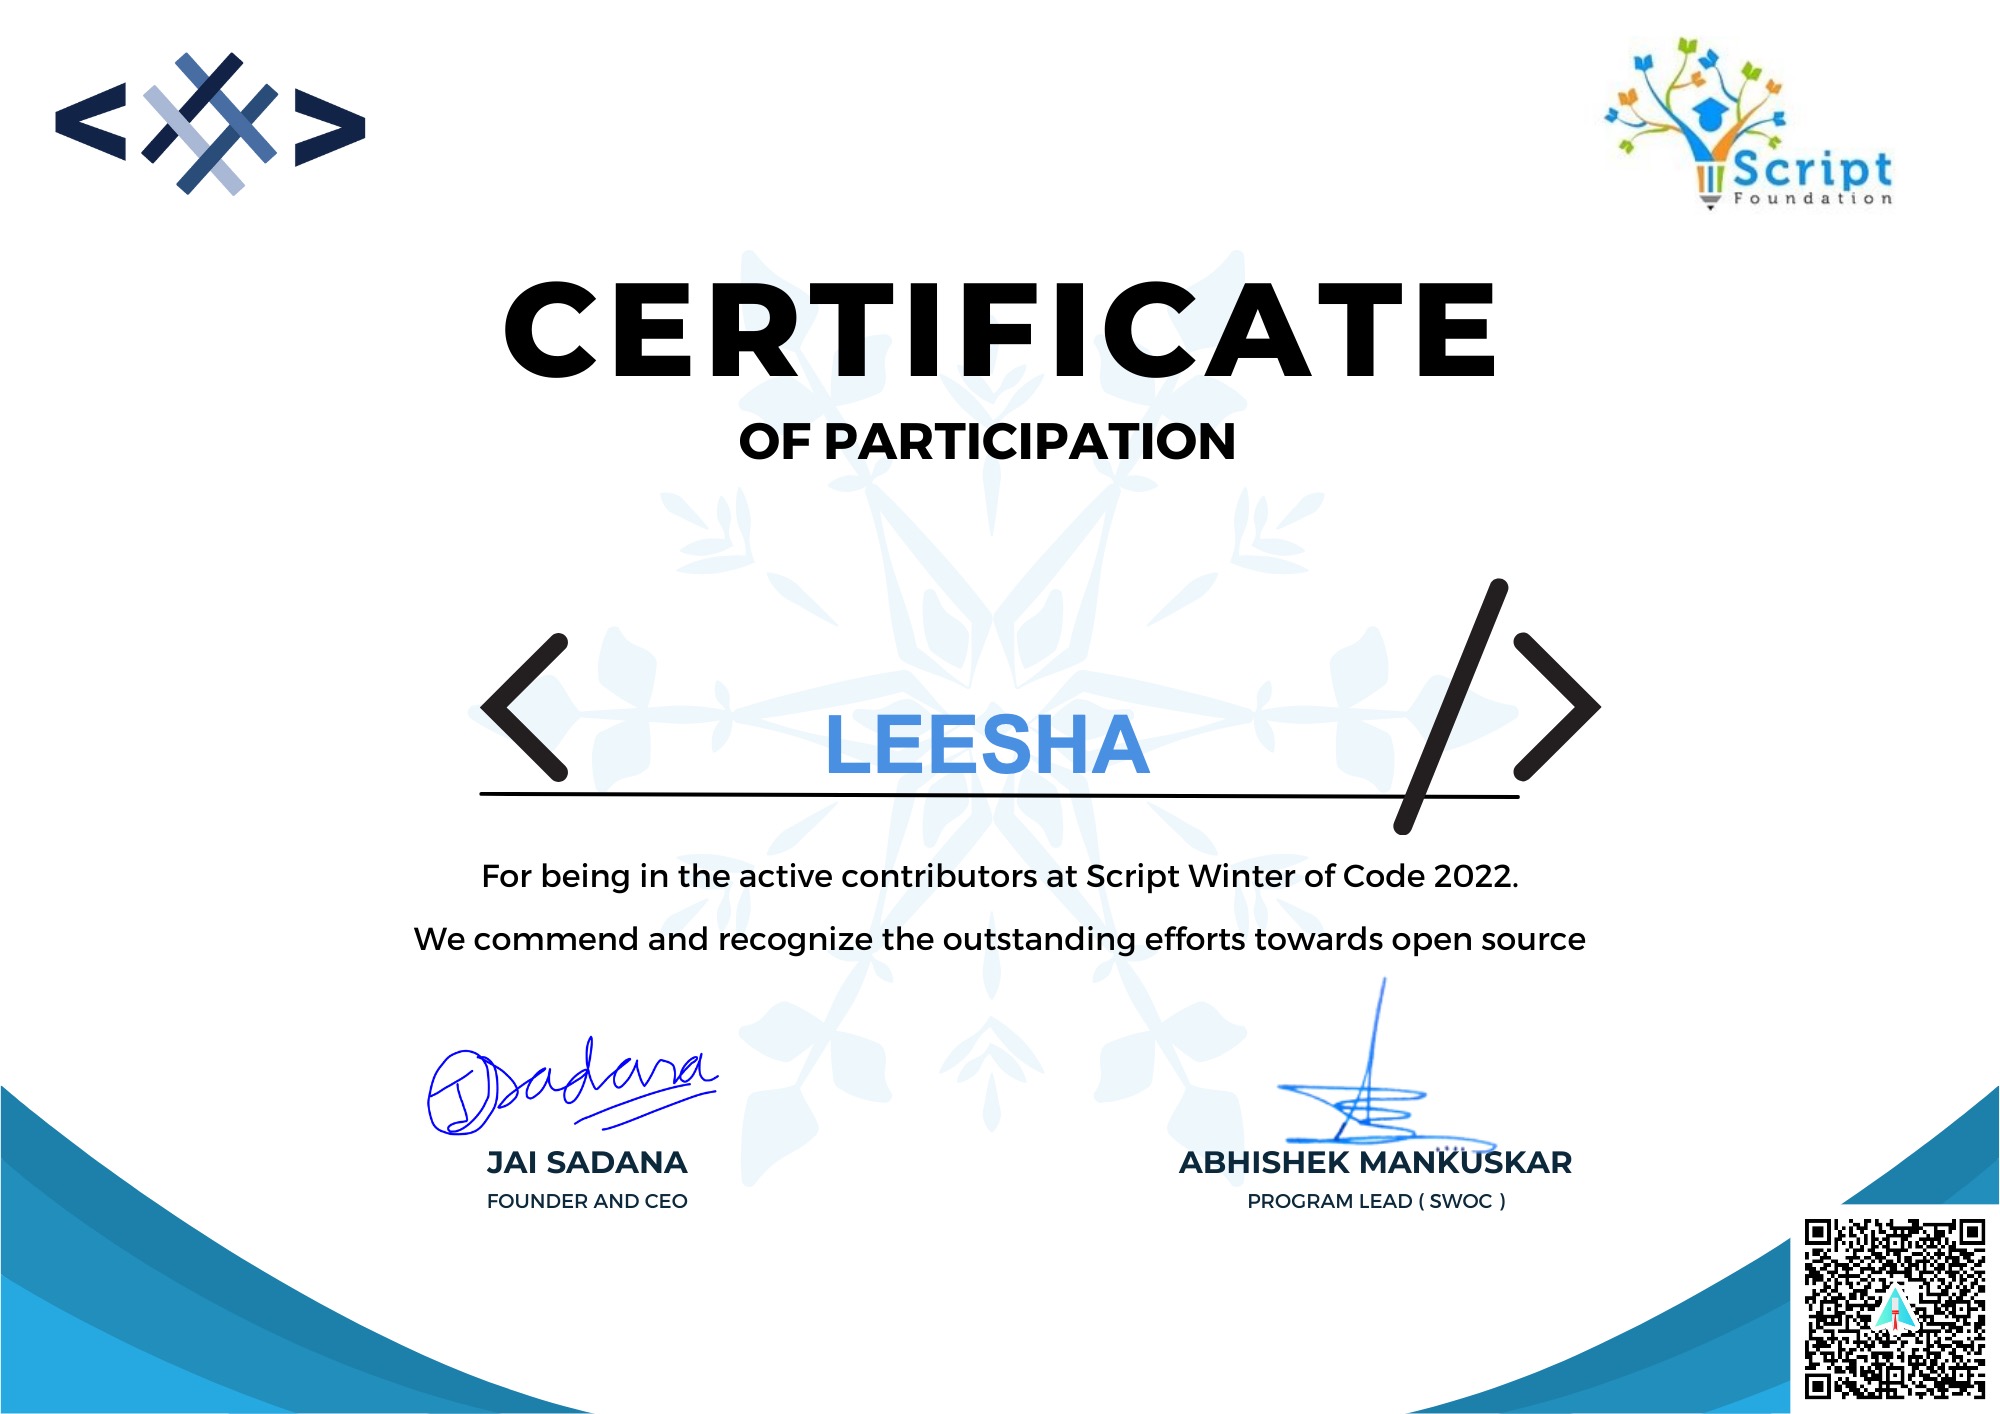 Script
Foundation
CERTIFICATE
OF PARTICIPATION
LEESHA
For being in the active contributors at Script Winter of Code 2022.
We commend and recognize the outstanding efforts towards open source
JSadana
JAI SADANA
FOUNDER AND CEO
ABHISHEK MANKUSKAR
PROGRAM LEAD ( SWOC )